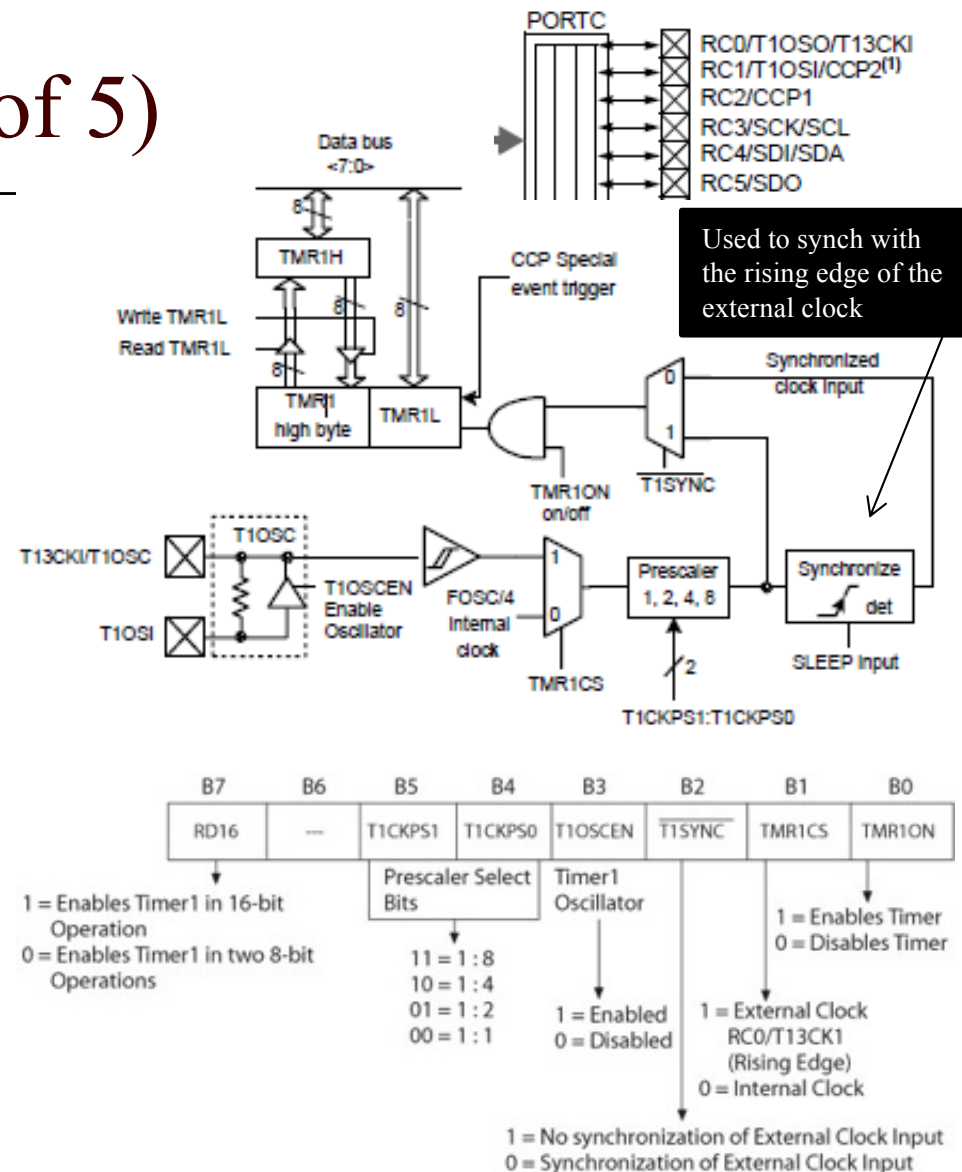 of 5)
PORTC
RC0/T1OSO/T13CKI
RC1/T1OSI/CCP2(1)
RC2/CCP1
RC3/SCK/SCL
RC4/SDI/SDA
RC5/SDO
Data bus
<7:0>
8
TMR1H
8
8
Write TMR1L
Read TMR1L
8
TMR1
high byte
TMR1L
CCP Special
event trigger
Used to synch with
the rising edge of the
external clock
Synchronized
clock Input
0
1
T1SYNC
TMR1ON
on/off
T1OSC
T13CKI/T1OSC
T1OSI
T1OSCEN
Enable
Oscillator
FOSC/4
Internal
clock
1
0
TMR1CS
Prescaler
1, 2, 4, 8
2
T1CKPS1:T1CKPS0
Synchronize
det
SLEEP Input
B7 B6 B5 B4 B3 B2 B1 B0
RD16 --- T1CKPS1 T1CKPS0 T1OSCEN T1SYNC TMR1CS TMR1ON
1 = Enables Timer1 in 16-bit
Operation
0 = Enables Timer1 in two 8-bit
Operations
Prescaler Select
Bits
11 = 1 : 8
10 = 1 : 4
01 = 1 : 2
00 = 1 : 1
Timer1
Oscillator
1 = Enabled
0 = Disabled
1 = Enables Timer
0 = Disables Timer
1 = External Clock
RC0/T13CK1
(Rising Edge)
0 = Internal Clock
1 = No synchronization of External Clock Input
0 = Synchronization of External Clock Input